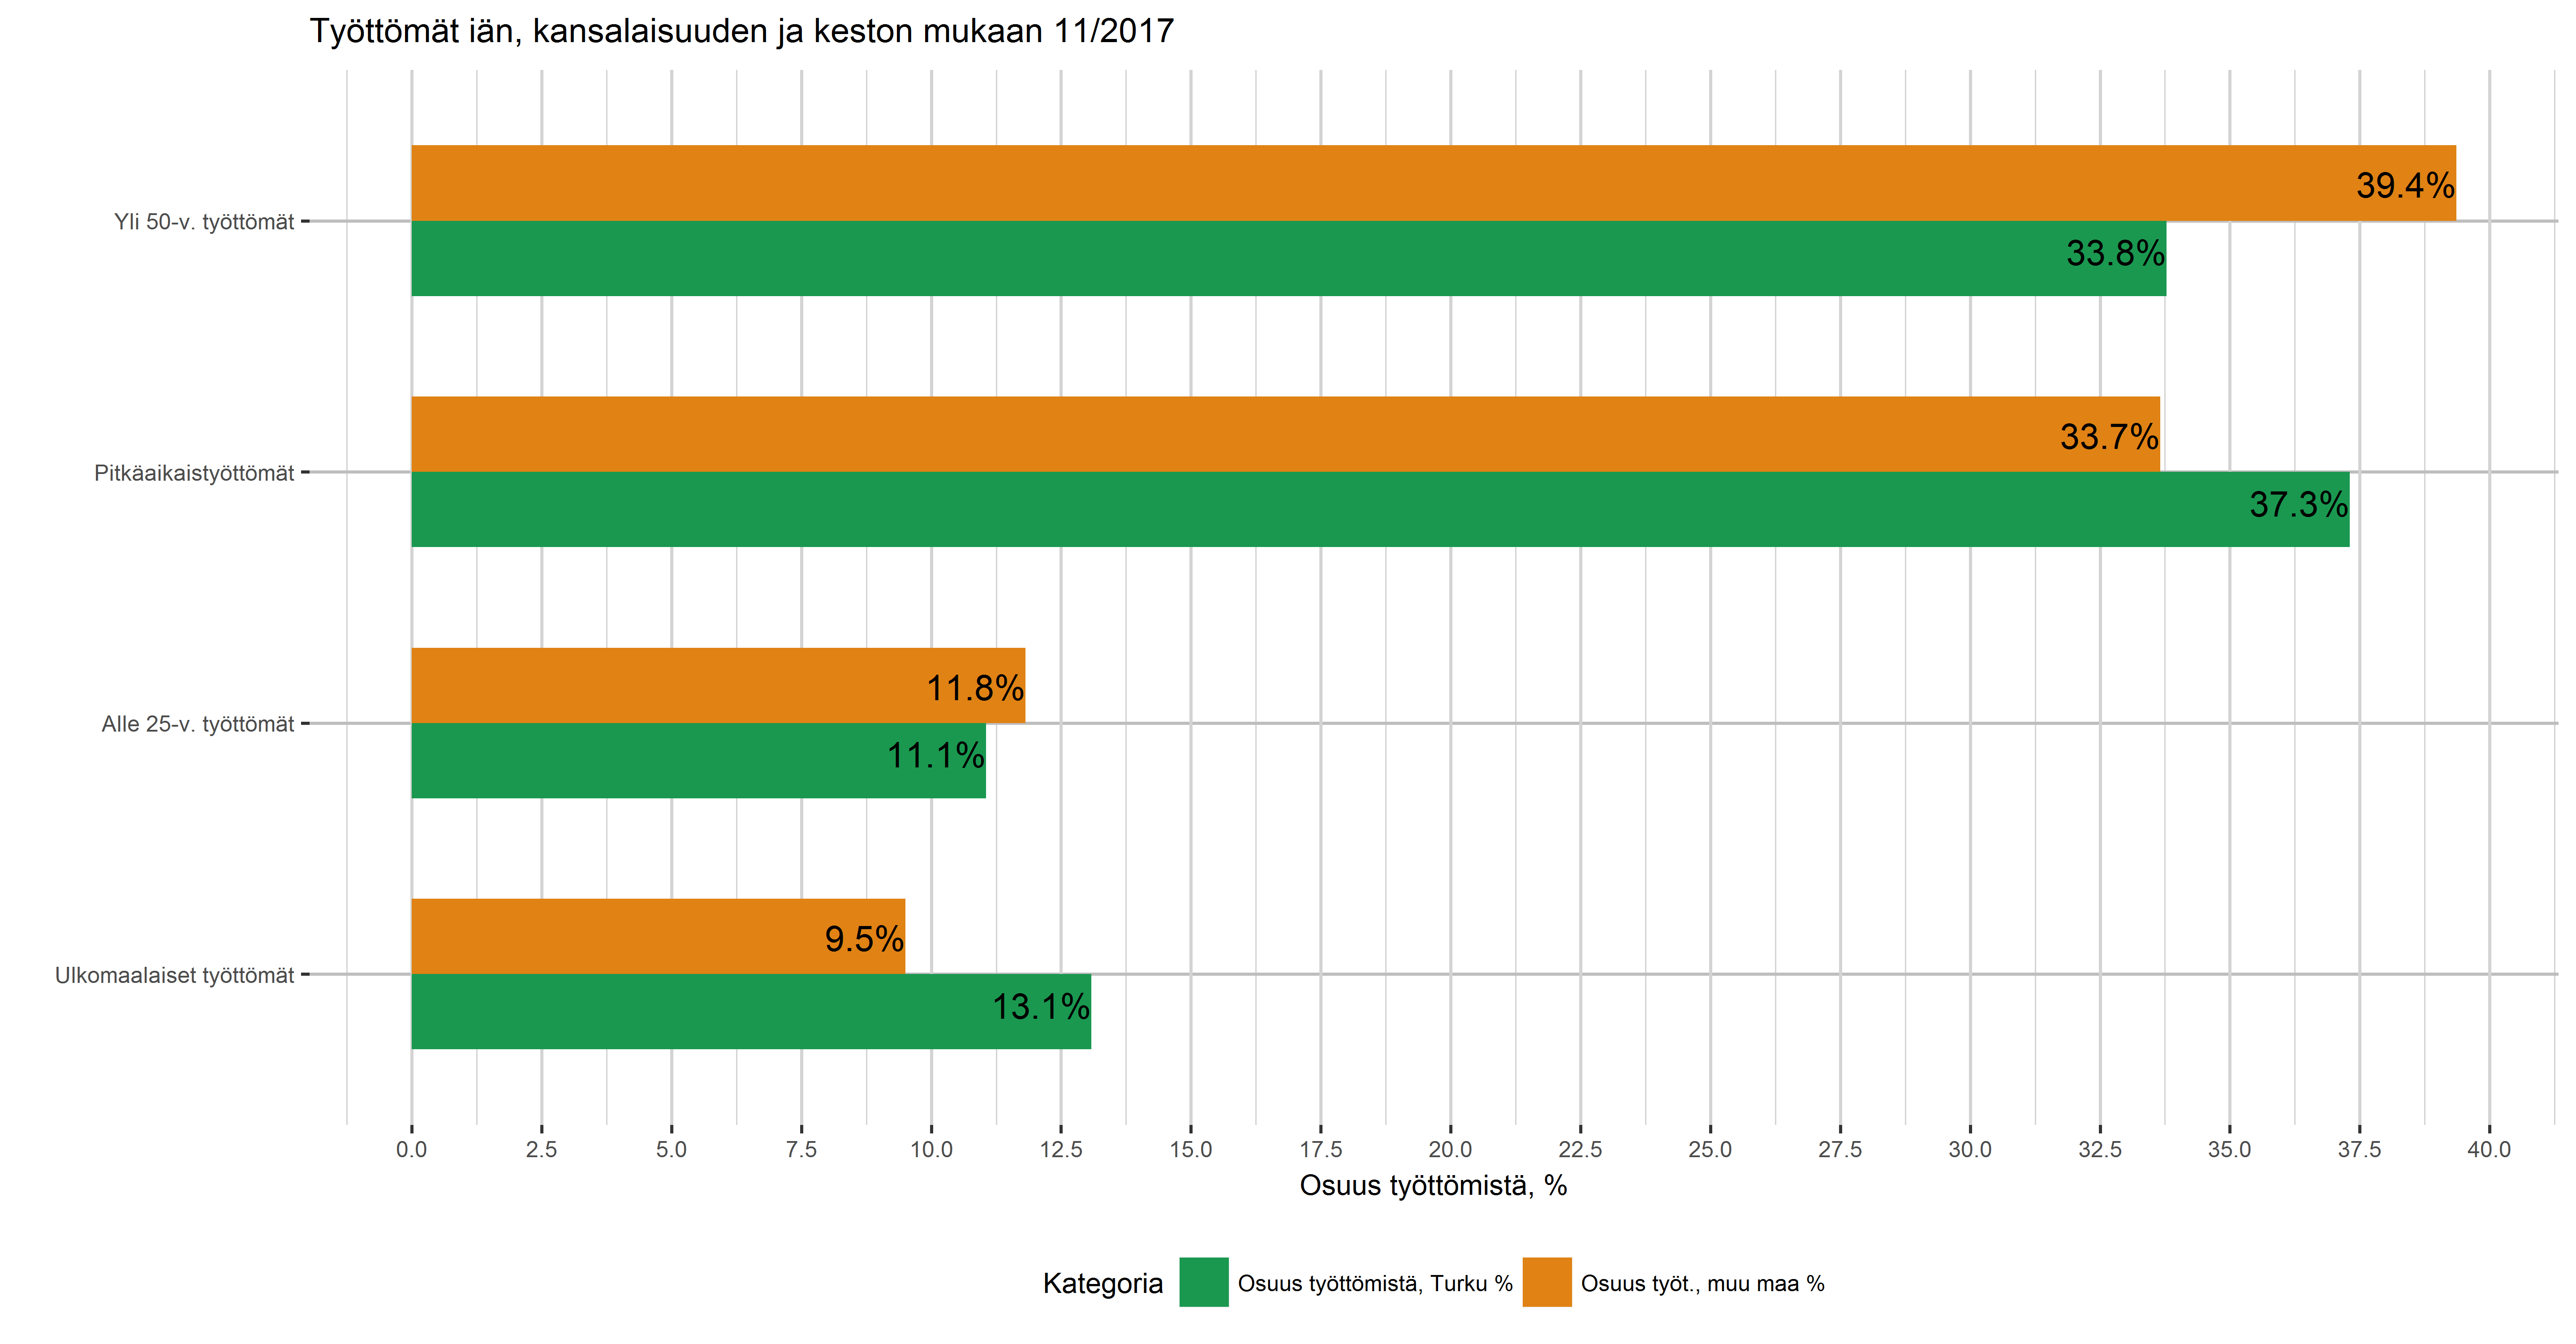 Työttömät iän, kansalaisuuden ja keston mukaan 11/2017
Yli 50-v. työttömät
39.4%
33.8%
Pitkäaikaistyöttömät
33.7%
37.3%
Alle 25-v. työttömät
11.8%
11.1%
Ulkomaalaiset työttömät
9.5%
13.1%
0.0 2.5 5.0 7.5 10.0 12.5 15.0 17.5 20.0 22.5 25.0 27.5 30.0 32.5 35.0 37.5 40.0
Osuus työttömistä, %
Kategoria Osuus työttömistä, Turku % Osuus työt., muu maa %